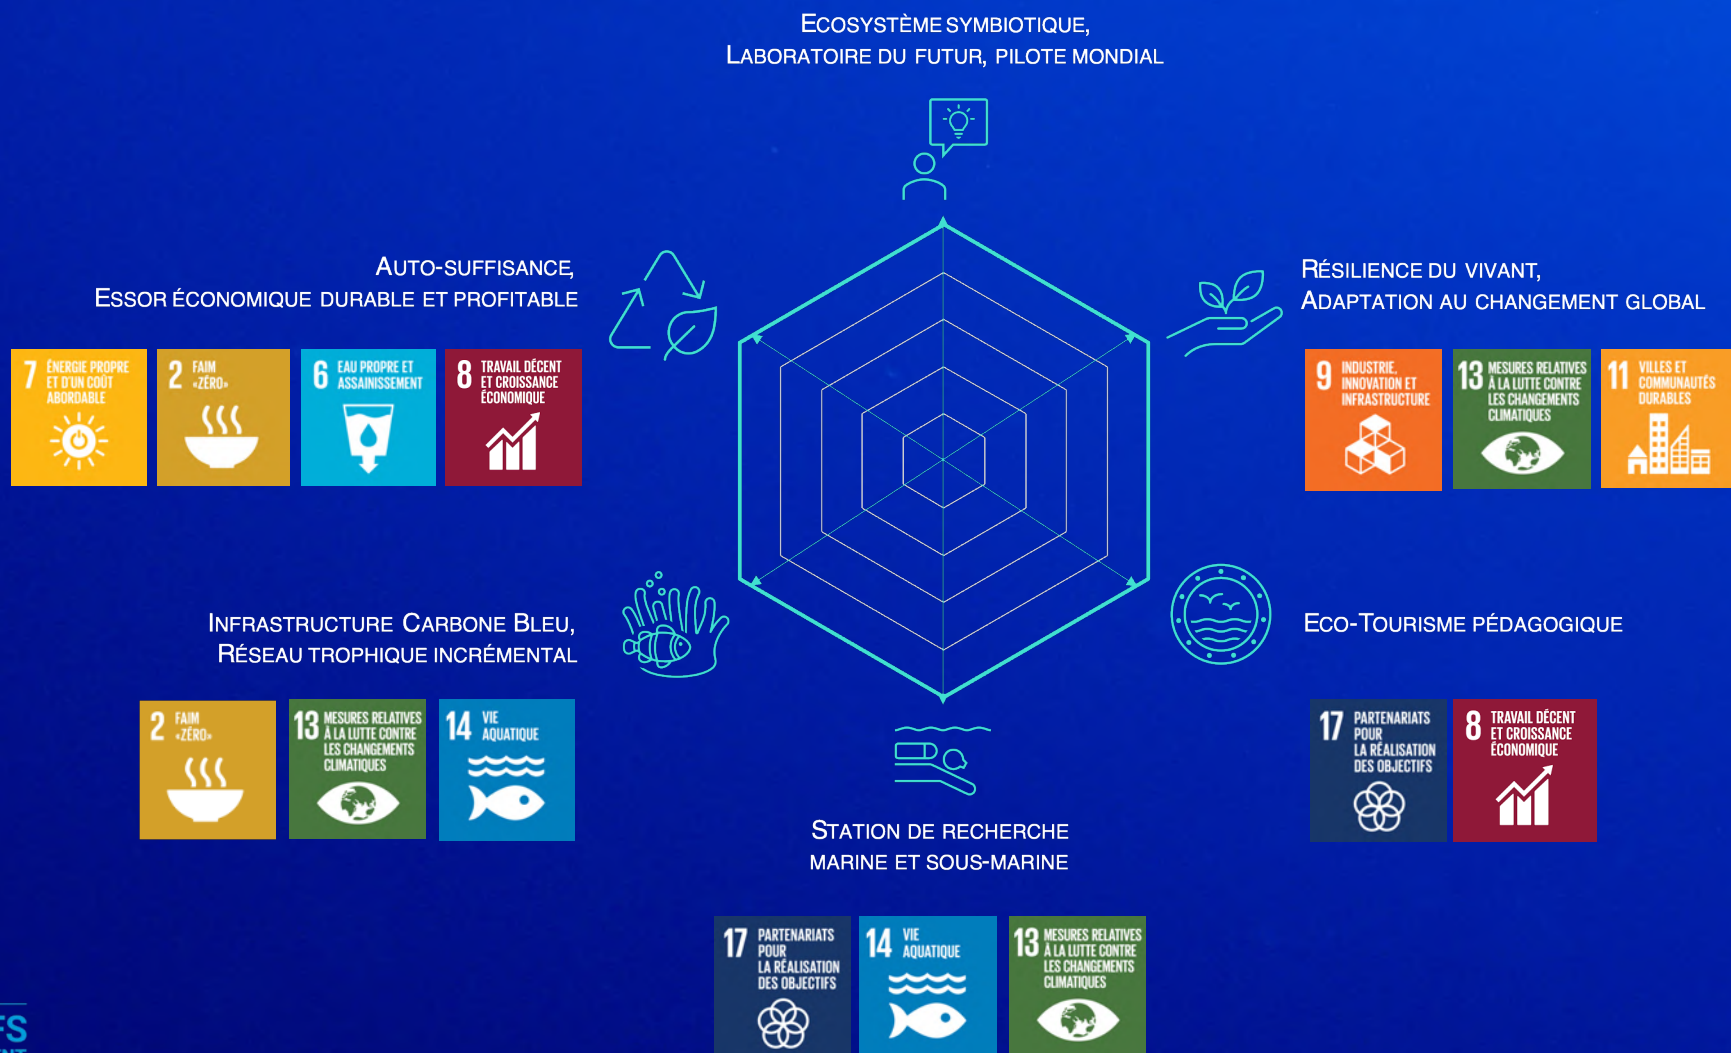 ECOSYSTÈME SYMBIOTIQUE,
LABORATOIRE DU FUTUR, PILOTE MONDIAL
AUTO-SUFFISANCE,
ESSOR ÉCONOMIQUE DURABLE ET PROFITABLE
7 ÉNERGIE PROPRE
ET D'UN COÛT
ABORDABLE
2 FAIM
«ZÉRO»
6 EAU PROPRE ET
ASSAINISSEMENT
8 TRAVAIL DÉCENT
ET CROISSANCE
ÉCONOMIQUE
RÉSILIENCE DU VIVANT,
ADAPTATION AU CHANGEMENT GLOBAL
9 INDUSTRIE,
INNOVATION ET
INFRASTRUCTURE
13 MESURES RELATIVES
À LA LUTTE CONTRE
LES CHANGEMENTS
CLIMATIQUES
11 VILLES ET
COMMUNAUTÉS
DURABLES
INFRASTRUCTURE CARBONE BLEU,
RÉSEAU TROPHIQUE INCRÉMENTAL
2 FAIM
«ZÉRO»
13 MESURES RELATIVES
À LA LUTTE CONTRE
LES CHANGEMENTS
CLIMATIQUES
14 VIE
AQUATIQUE
ECO-TOURISME PÉDAGOGIQUE
17 PARTENARIATS
POUR
LA RÉALISATION
DES OBJECTIFS
8 TRAVAIL DÉCENT
ET CROISSANCE
ÉCONOMIQUE
STATION DE RECHERCHE
MARINE ET SOUS-MARINE
17 PARTENARIATS
POUR
LA RÉALISATION
DES OBJECTIFS
14 VIE
AQUATIQUE
13 MESURES RELATIVES
À LA LUTTE CONTRE
LES CHANGEMENTS
CLIMATIQUES